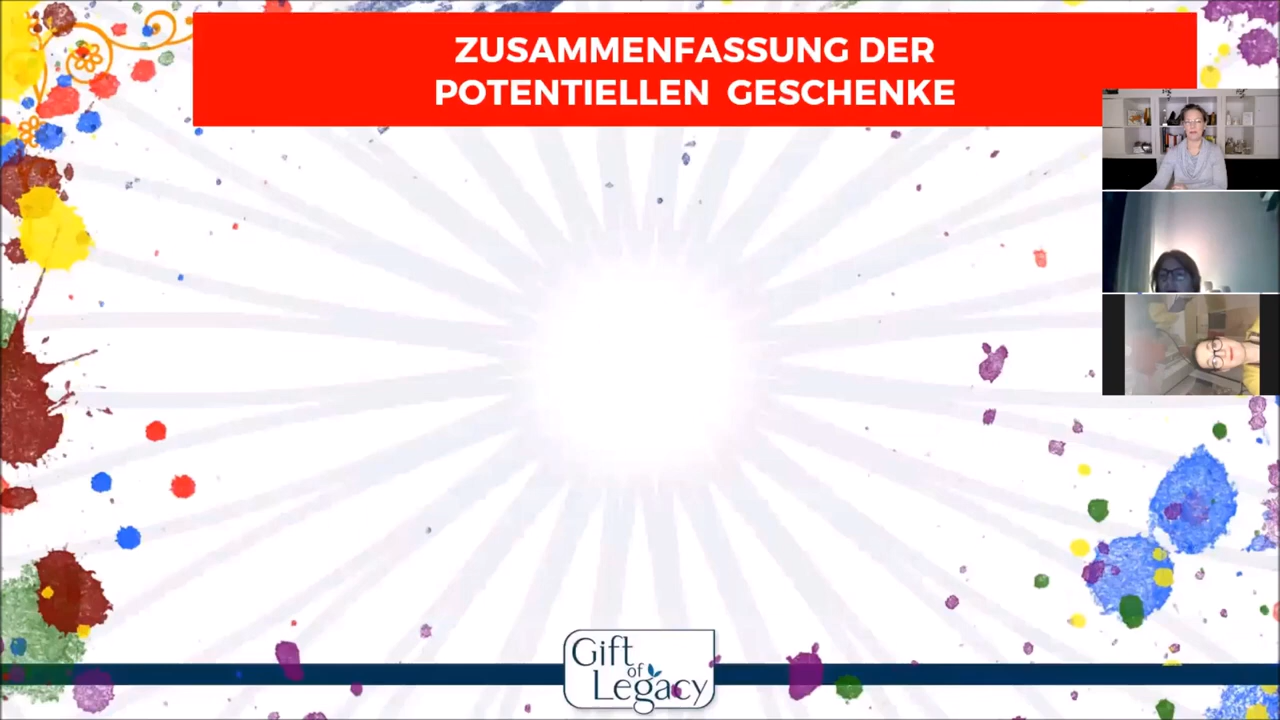 ZUSAMMENFASSUNG DER
POTENTIELLEN GESCHENKE
Gift
of
Legacy